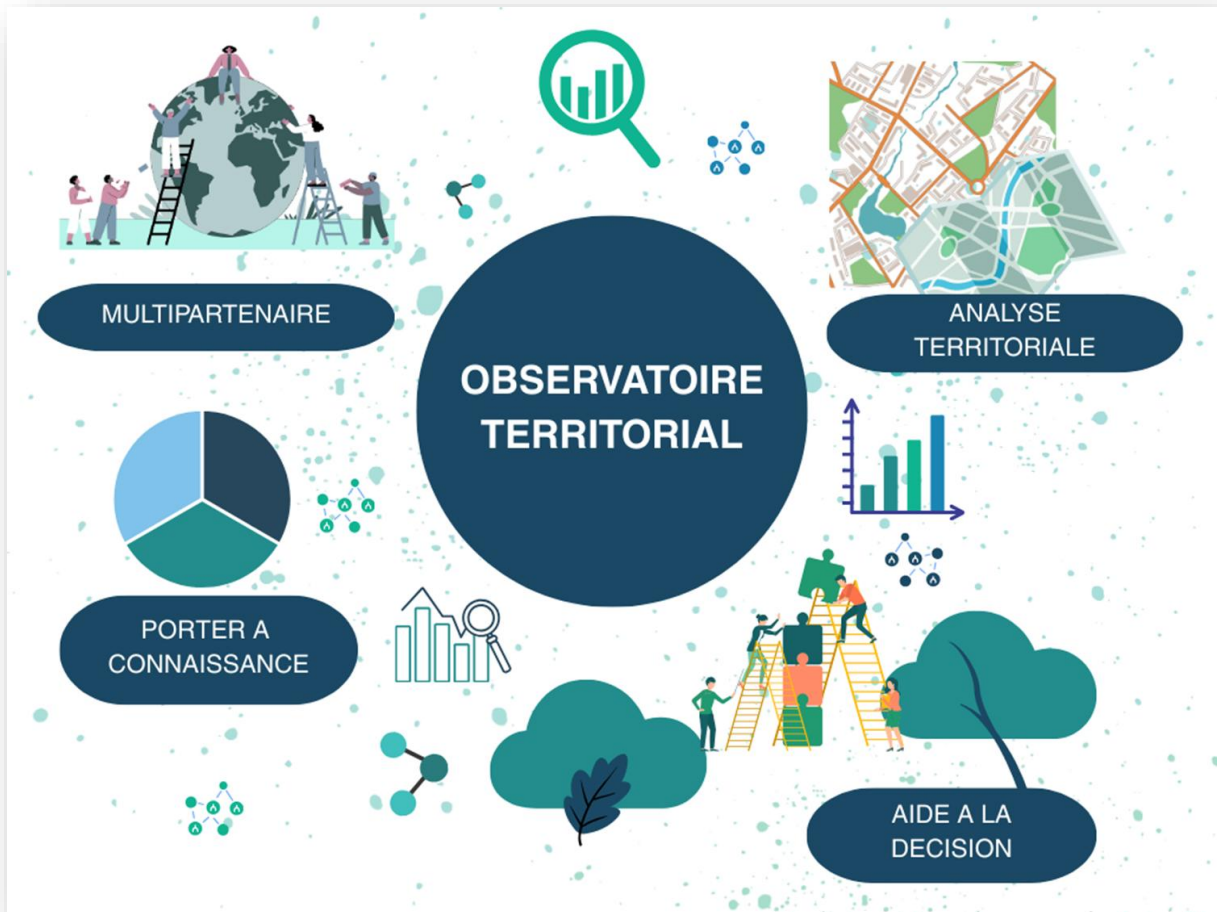 MULTIPARTENAIRE
ANALYSE
TERRITORIALE
OBSERVATOIRE
TERRITORIAL
PORTER A
CONNAISSANCE
AIDE A LA
DECISION